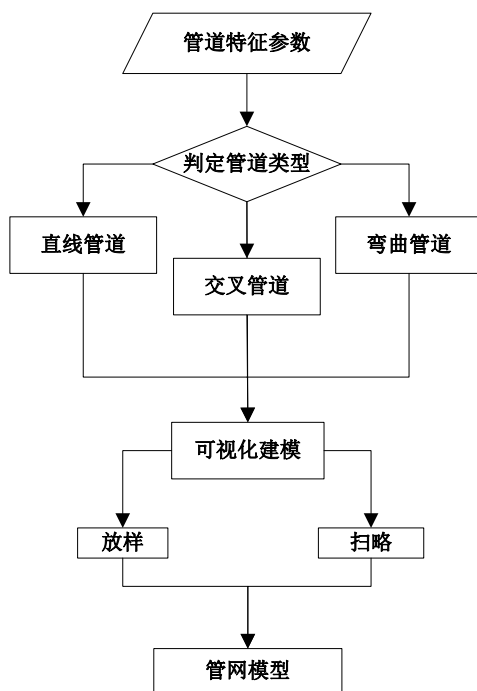 管道特征参数
判定管道类型
直线管道
交叉管道
弯曲管道
可视化建模
放样
扫略
管网模型